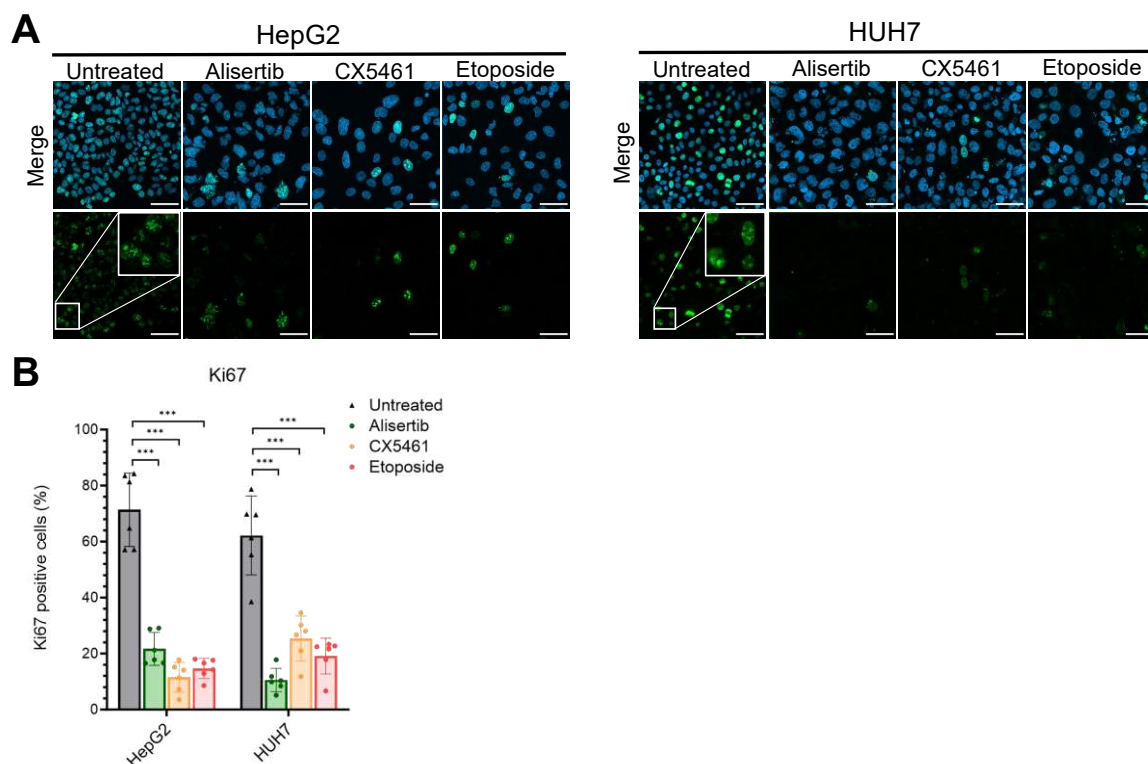 A
HepG2
Untreated Alisertib CX5461 Etoposide
Merge
HUH7
Untreated Alisertib CX5461 Etoposide
Merge
B
Ki67
Untreated
Alisertib
CX5461
Etoposide
***
***
***
***
***
***
Ki67 positive cells (%)
100
80
60
40
20
0
HepG2
HUH7